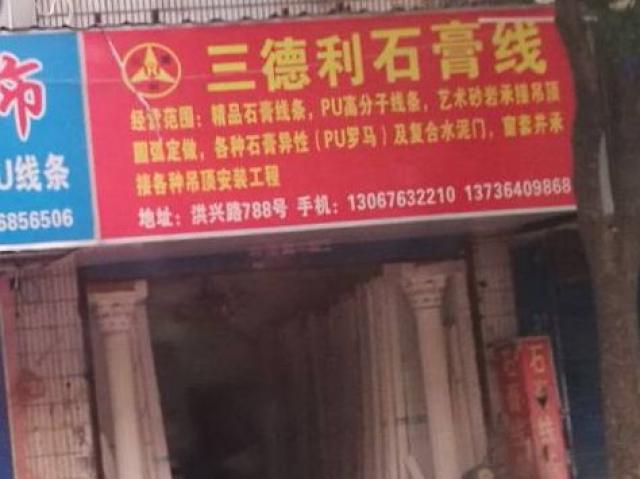 饰
U线条
6856506
三德利石膏线
经营范围：精品石膏线条，PU高分子线条，艺术砂岩承接吊顶
圆弧定做，各种石膏异性（PU罗马）及复合水泥门，窗套并承
接各种吊顶安装工程
地址：洪兴路788号 手机：13067632210 13736409868
石膏线